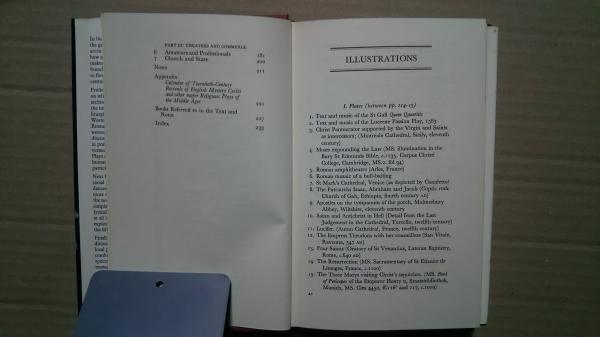 PART III: THEATRES AND COMMERCE
6 Amateurs and Professionals 181
7 Church and State 200
Notes 211
Appendix:
Calendar of Twentieth-Century
Revivals of English Mystery Cycles
and other major Religious Plays of
the Middle Ages 221
Books Referred to in the Text and
Notes 227
Index 233
ILLUSTRATIONS
I. Plates (between pp. 114-15)
1. Text and music of the St Gall Quem Quaeritis
2. Text and music of the Lucerne Passion Play, 1583
3. Christ Pantocrator supported by the Virgin and Saints
as intercessors (Monreale Cathedral, Sicily, eleventh
century)
4. Moses expounding the Law (MS. illumination in the
Bury St Edmunds Bible, c.1135. Corpus Christi
College, Cambridge, MS.2. fol 94)
5. Roman amphitheatre (Arles, France)
6. Roman mosaic of a bull-baiting
7. St Mark's Cathedral, Venice (as depicted by Canaletto)
8. The Patriarchs Isaac, Abraham and Jacob (Coptic rock
Church of Gah, Ethiopia, fourth century AD)
9. Apostles on the tympanum of the porch, Malmesbury
Abbey, Wiltshire, eleventh century
10. Satan and Antichrist in Hell (Detail from the Last
Judgement in the Cathedral, Torcello, twelfth century)
11. Lucifer. (Autun Cathedral, France, twelfth century)
12. The Empress Theodora with her councillors (San Vitale,
Ravenna, 547 AD)
13. Four Saints (Oratory of St Venantius, Lateran Baptistry,
Rome, c.640 AD)
14. The Resurrection (MS. Sacramentary of St Etienne de
Limoges, France, c.1100)
15. The Three Marys visiting Christ's sepulchre. (MS. Book
of Pericopes of the Emperor Henry II, Staatsbibliothek,
Munich, MS. Clm 4452, ff.116v and 117, c.1010)